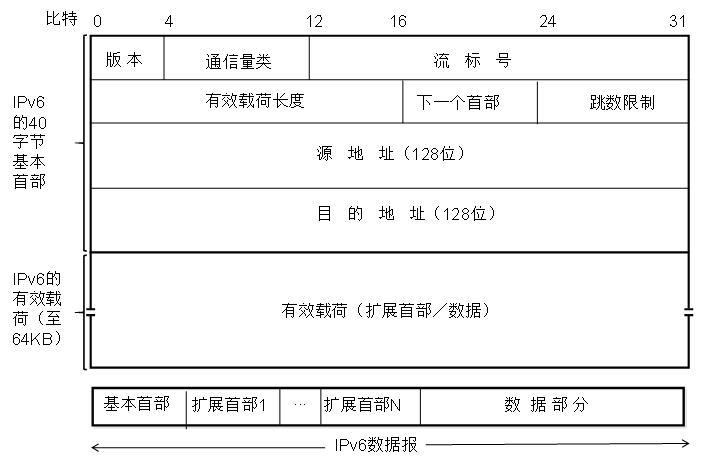 比特 0 4 12 16 24 31
版本 通信量类 流标号
有效载荷长度 下一个首部 跳数限制
IPv6
的40
字节
基本
首部
源地址（128位）
目的地址（128位）
IPv6的
有效载
荷（至
64KB）
有效载荷（扩展首部／数据）
基本首部 扩展首部1 … 扩展首部N 数据部分
IPv6数据报